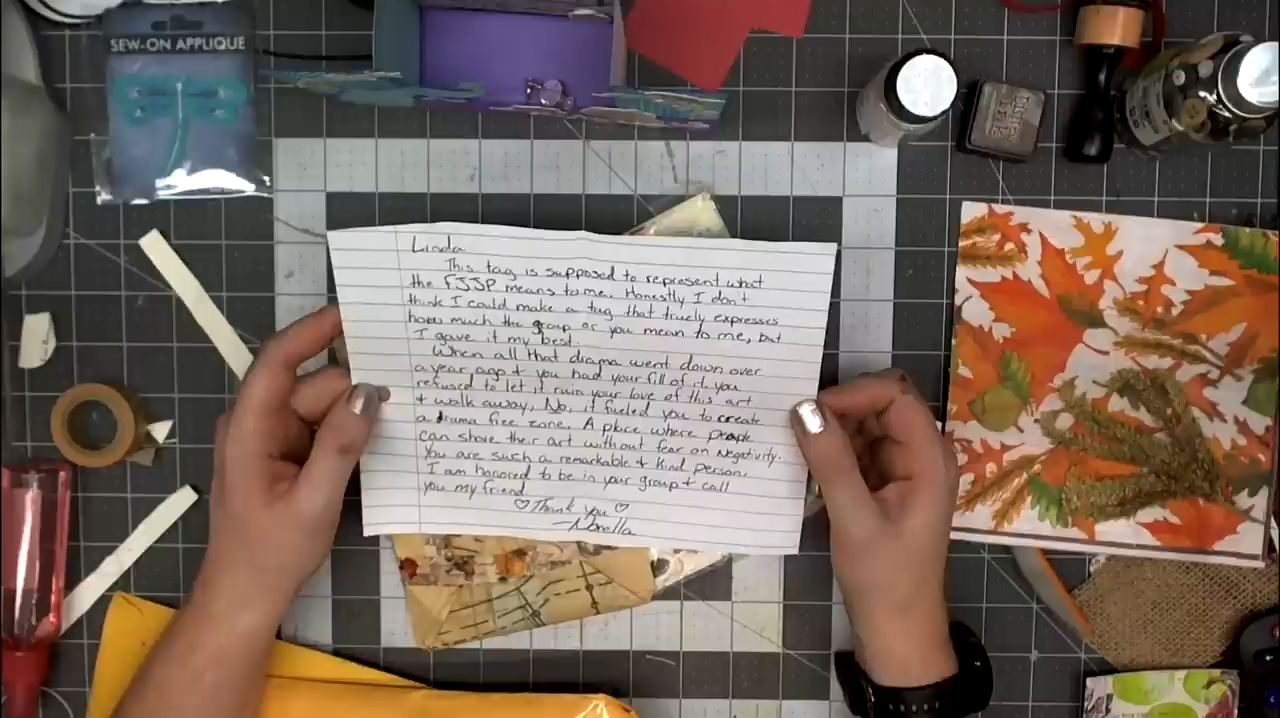 SEW-ON APPLIQUE
Linda
This tag is supposed to represent what
the FJJP means to me. Honestly I don't
think I could make a tag that truely expresses
how much the group or you mean to me, but
I gave it my best.
When all that drama went down over
a year ago + you had your fill of it you
refused to let it ruin your love of this art
+ walk away, No, it fueled you to create
a drama free zone. A place where people
can share their art without fear on Negativity.
You are such a remarkable + kind person.
I am honored to be in your group + call
you my friend
♡Thank you♡